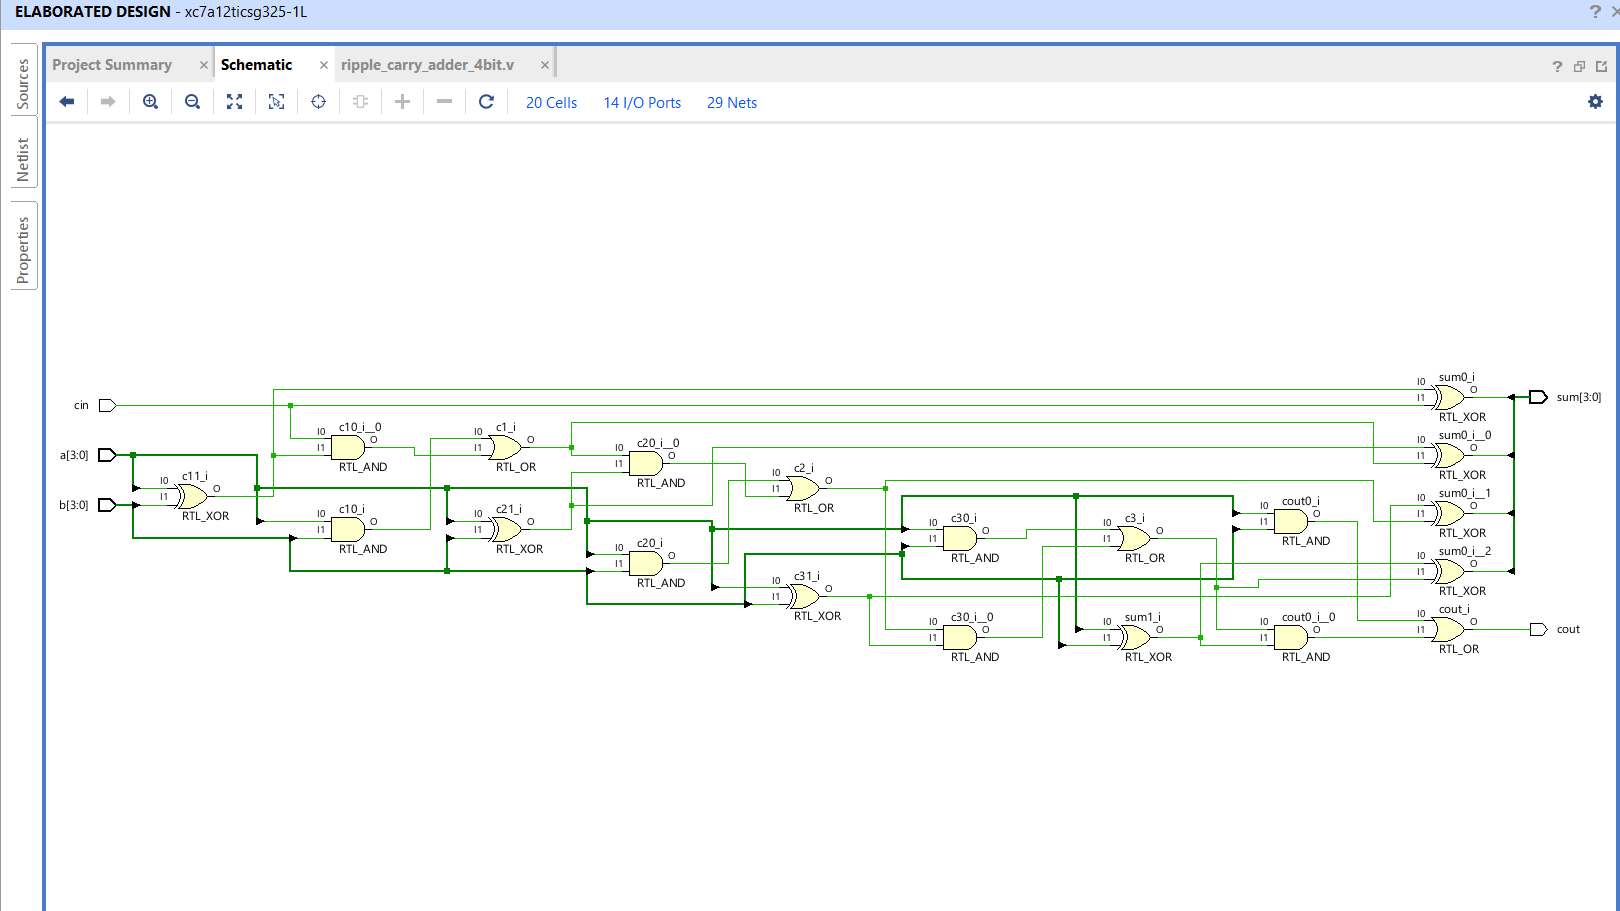 ELABORATED DESIGN - xc7a12ticsg325-1L
? ×
Sources
Netlist
Properties
Project Summary ×
Schematic ×
ripple_carry_adder_4bit.v ×
?
20 Cells 14 I/O Ports 29 Nets
cin
a[3:0]
b[3:0]
c11_i
I0
I1
O
RTL_XOR
c10_i__0
I0
I1
O
RTL_AND
c10_i
I0
I1
O
RTL_AND
c1_i
I0
I1
O
RTL_OR
c21_i
I0
I1
O
RTL_XOR
c20_i__0
I0
I1
O
RTL_AND
c20_i
I0
I1
O
RTL_AND
c2_i
I0
I1
O
RTL_OR
c31_i
I0
I1
O
RTL_XOR
c30_i
I0
I1
O
RTL_AND
c30_i__0
I0
I1
O
RTL_AND
c3_i
I0
I1
O
RTL_OR
sum1_i
I0
I1
O
RTL_XOR
cout0_i
I0
I1
O
RTL_AND
cout0_i__0
I0
I1
O
RTL_AND
sum0_i
I0
I1
O
RTL_XOR
sum0_i__0
I0
I1
O
RTL_XOR
sum0_i__1
I0
I1
O
RTL_XOR
sum0_i__2
I0
I1
O
RTL_XOR
cout_i
I0
I1
O
RTL_OR
sum[3:0]
cout